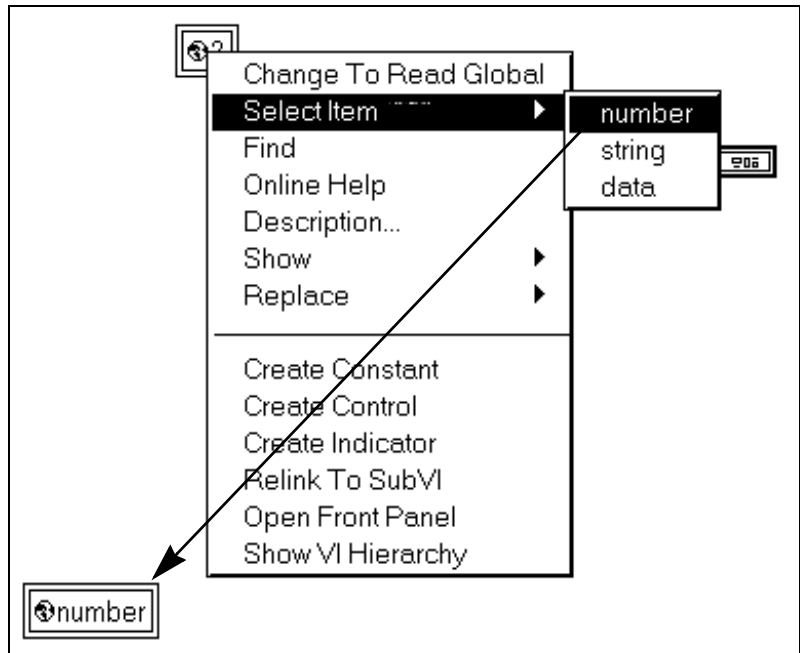 ?
Change To Read Global
Select Item
number
string
data
Find
Online Help
Description...
Show
Replace
Create Constant
Create Control
Create Indicator
Relink To SubVI
Open Front Panel
Show VI Hierarchy
number